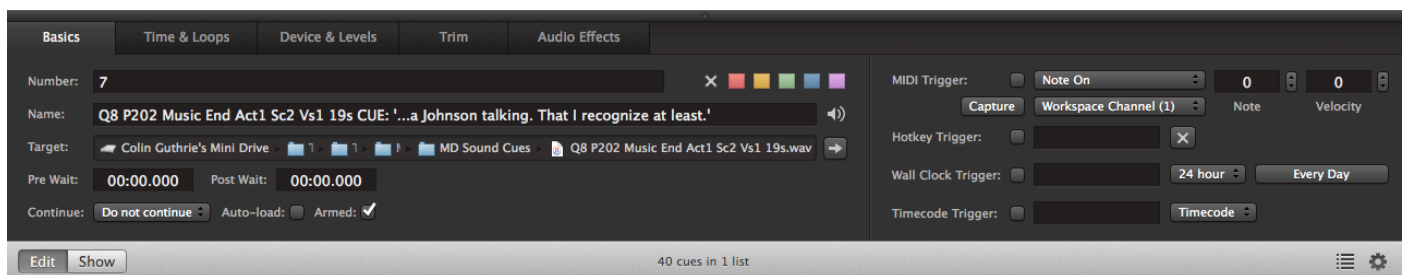 Basics Time & Loops Device & Levels Trim Audio Effects
Number: 7
Name: Q8 P202 Music End Act1 Sc2 Vs1 19s CUE: '...a Johnson talking. That I recognize at least.'
Target: Colin Guthrie's Mini Drive MD Sound Cues Q8 P202 Music End Act1 Sc2 Vs1 19s.wav
Pre Wait: 00:00.000 Post Wait: 00:00.000
Continue: Do not continue Auto-load: Armed:
MIDI Trigger: Note On 0 0
Capture Workspace Channel (1) Note Velocity
Hotkey Trigger:
Wall Clock Trigger: 24 hour Every Day
Timecode Trigger: Timecode
Edit Show 40 cues in 1 list